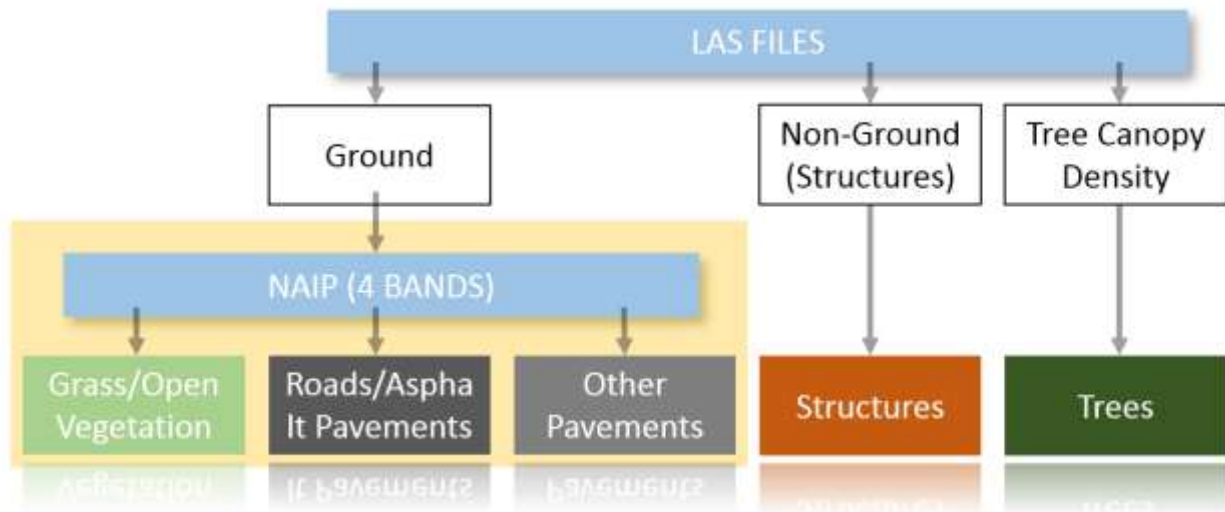 LAS FILES
Ground
Non-Ground
(Structures)
Tree Canopy
Density
NAIP (4 BANDS)
Grass/Open
Vegetation
Roads/Aspha
lt Pavements
Other
Pavements
Structures
Trees